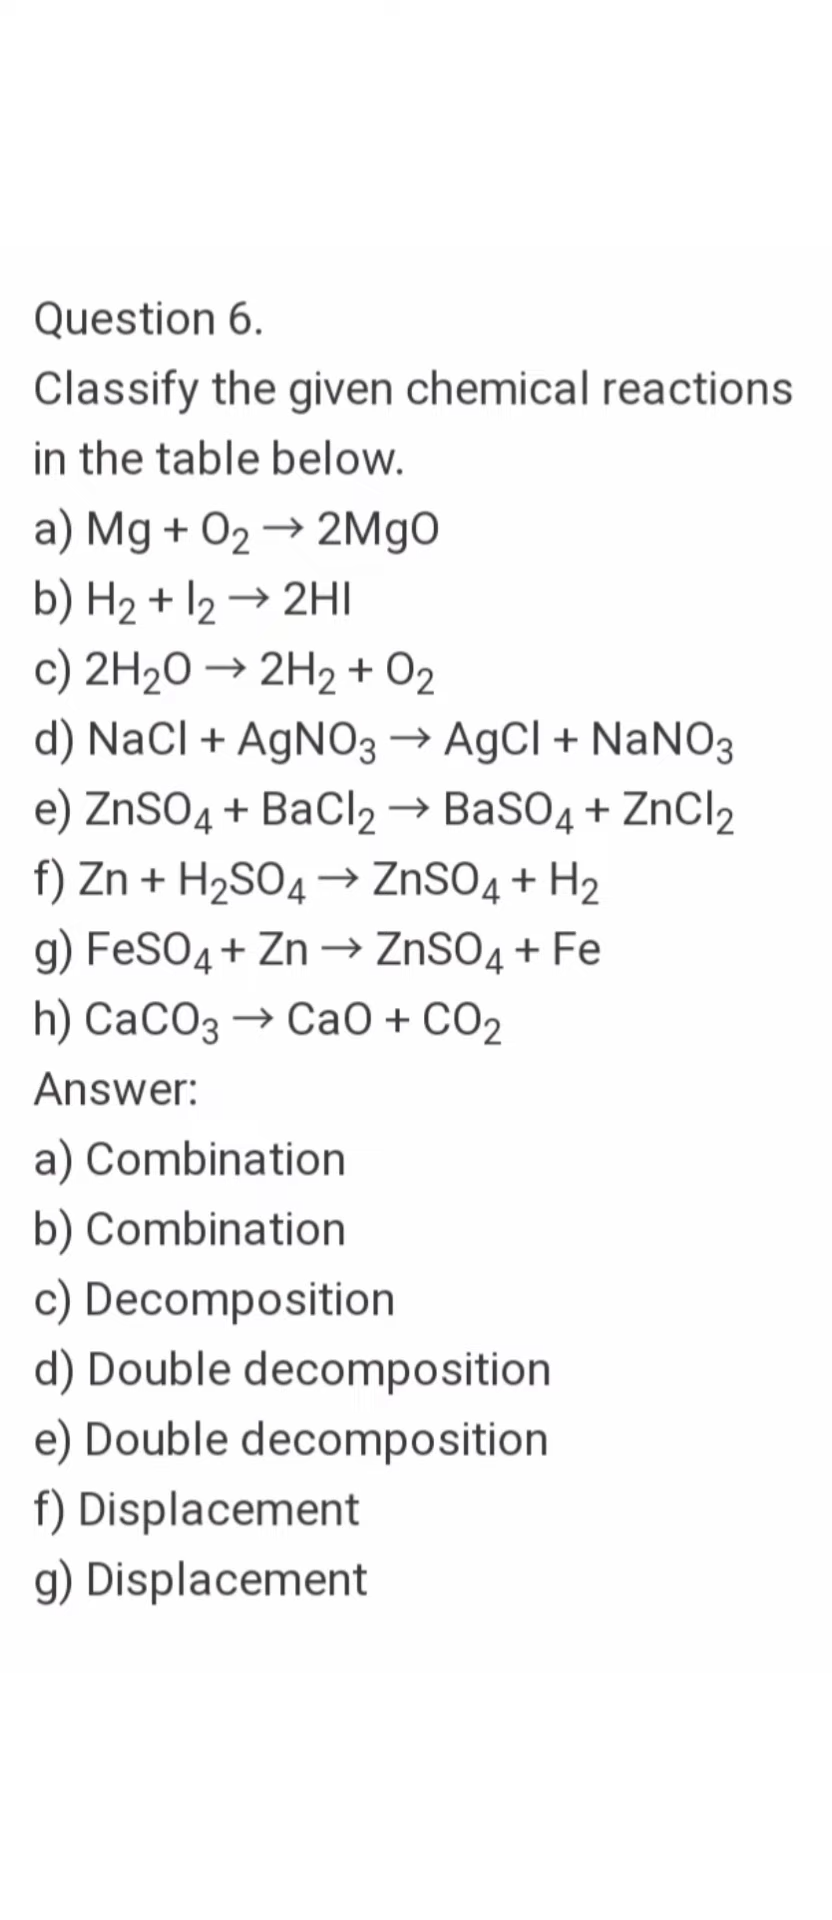 Question 6.
Classify the given chemical reactions
in the table below.
a) Mg + O₂ → 2MgO
b) H₂ + I₂ → 2HI
c) 2H₂O → 2H₂ + O₂
d) NaCl + AgNO₃ → AgCl + NaNO₃
e) ZnSO₄ + BaCl₂ → BaSO₄ + ZnCl₂
f) Zn + H₂SO₄ → ZnSO₄ + H₂
g) FeSO₄ + Zn → ZnSO₄ + Fe
h) CaCO₃ → CaO + CO₂
Answer:
a) Combination
b) Combination
c) Decomposition
d) Double decomposition
e) Double decomposition
f) Displacement
g) Displacement